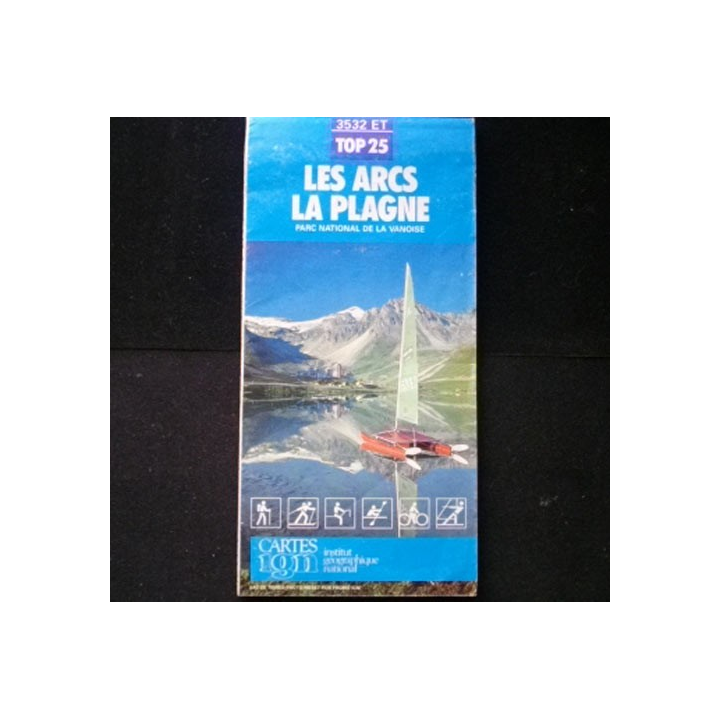 3532 ET
TOP 25
LES ARCS
LA PLAGNE
PARC NATIONAL DE LA VANOISE
CARTES
ign
institut
géographique
national